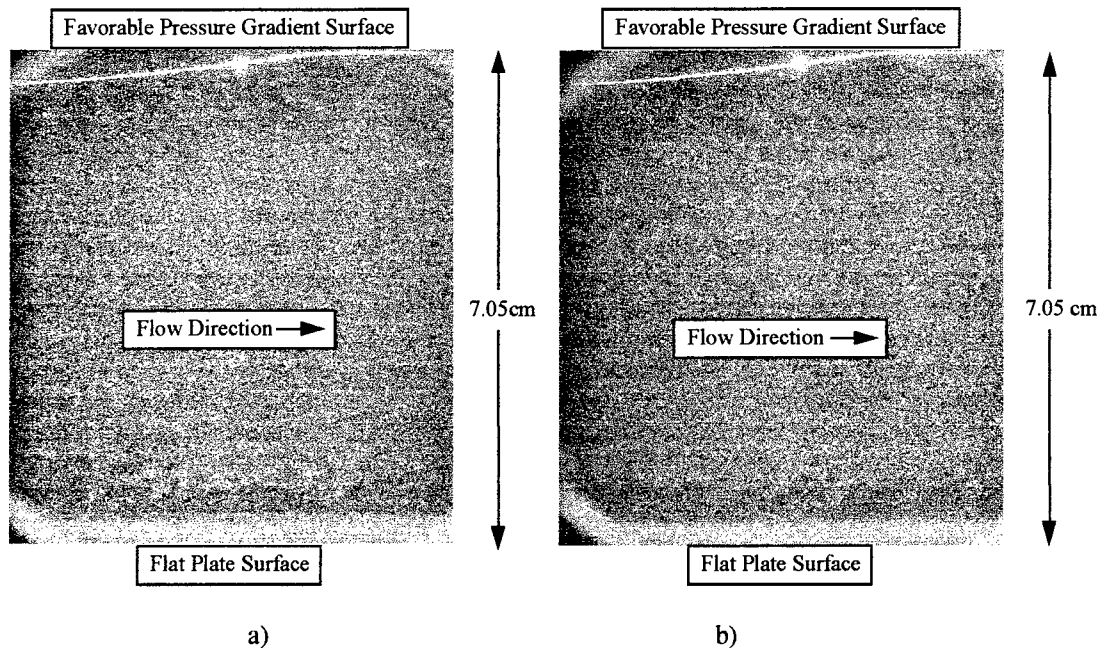 Favorable Pressure Gradient Surface
Flow Direction
7.05cm
Flat Plate Surface
a)
Favorable Pressure Gradient Surface
Flow Direction
7.05 cm
Flat Plate Surface
b)